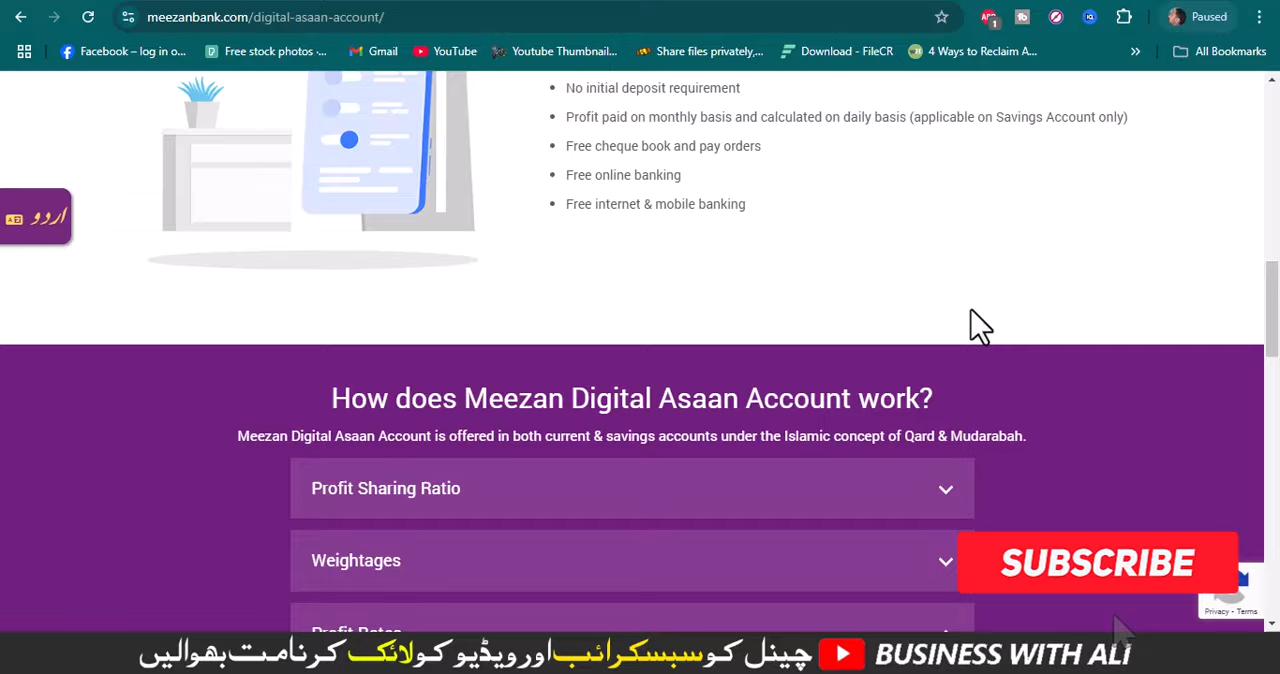 meezanbank.com/digital-asaan-account/
1
Paused
Facebook – log in o...
Free stock photos -...
Gmail
YouTube
Youtube Thumbnail...
Share files privately,...
Download - FileCR
4 Ways to Reclaim A...
»
All Bookmarks
No initial deposit requirement
Profit paid on monthly basis and calculated on daily basis (applicable on Savings Account only)
Free cheque book and pay orders
Free online banking
Free internet & mobile banking
اردو
How does Meezan Digital Asaan Account work?
Meezan Digital Asaan Account is offered in both current & savings accounts under the Islamic concept of Qard & Mudarabah.
Profit Sharing Ratio
Weightages
SUBSCRIBE
Profit Rates
Privacy - Terms
چینل کو سبسکرائب اور ویڈیو کو لائک کرنا مت بھوالیں
BUSINESS WITH ALI